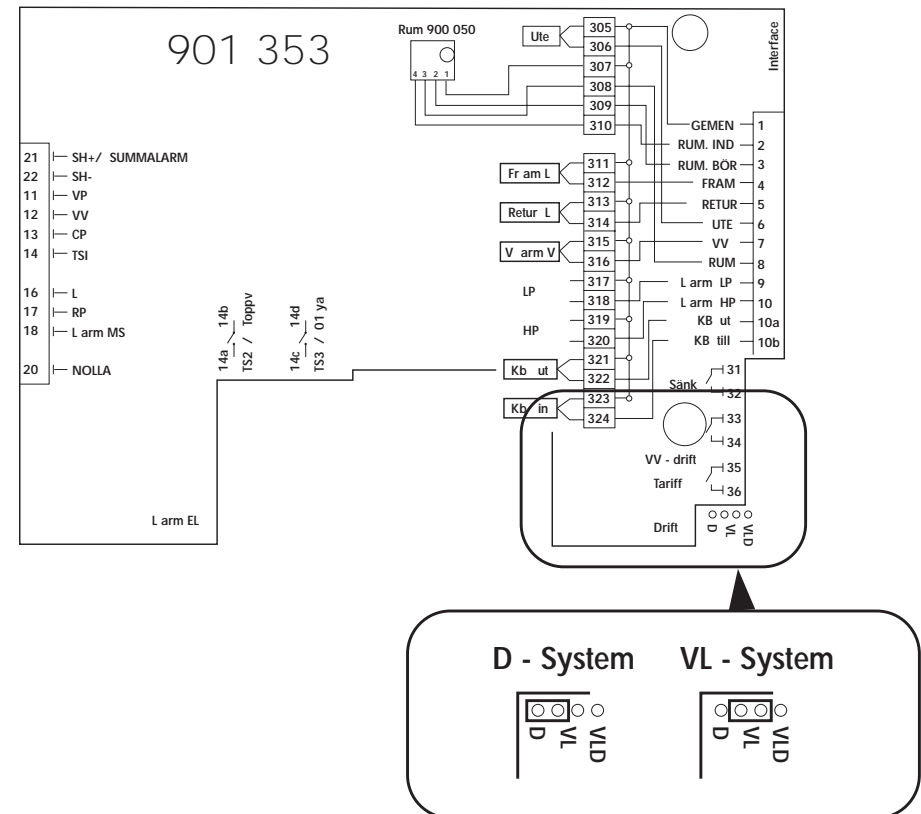 901 353
Rum 900 050
4 3 2 1
Ute
305
306
307
308
309
310
Interface
GEMEN 1
RUM. IND 2
RUM. BÖR 3
FRAM 4
RETUR 5
UTE 6
VV 7
RUM 8
L arm LP 9
L arm HP 10
KB ut 10a
KB till 10b
21 SH+/ SUMMALARM
22 SH-
11 VP
12 VV
13 CP
14 TSI
16 L
17 RP
18 L arm MS
20 NOLLA
14a 14b
TS2 / Toppv
14c 14d
TS3 / 01 ya
Fr am L
311
312
Retur L
313
314
V arm V
315
316
LP
317
318
HP
319
320
Kb ut
321
322
Kb in
323
324
Sänk
31
32
33
34
VV - drift
35
Tariff
36
Drift
D
VL
VLD
L arm EL
D - System
VL - System
D
VL
VLD
D
VL
VLD